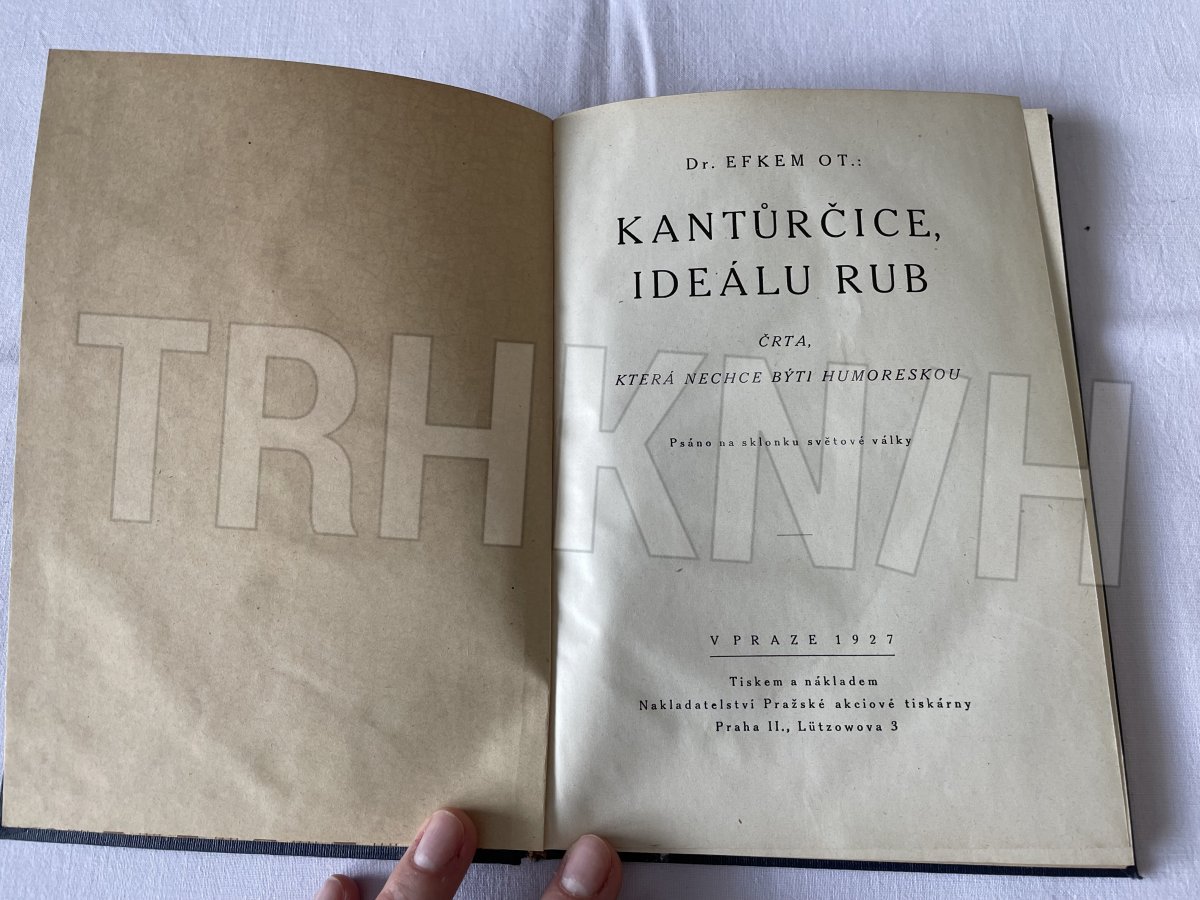 Dr. EFKEM OT.:
KANTŮRČICE,
IDEÁLU RUB
ČRTA,
KTERÁ NECHCE BÝTI HUMORESKOU
Psáno na sklonku světové války
V PRAZE 1927
Tiskem a nákladem
Nakladatelství Pražské akciové tiskárny
Praha II., Lützowova 3
TRHKNIH